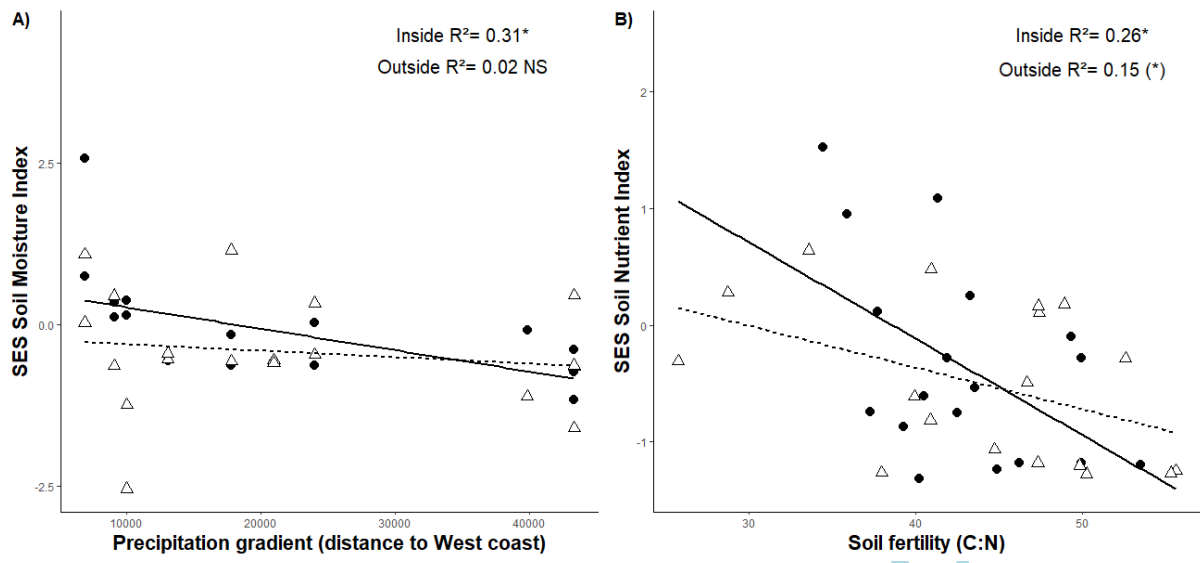 A)
Inside R²= 0.31*
Outside R²= 0.02 NS
SES Soil Moisture Index
2.5
0.0
-2.5
10000
20000
30000
40000
Precipitation gradient (distance to West coast)
B)
Inside R²= 0.26*
Outside R²= 0.15 (*)
SES Soil Nutrient Index
2
1
0
-1
30
40
50
Soil fertility (C:N)